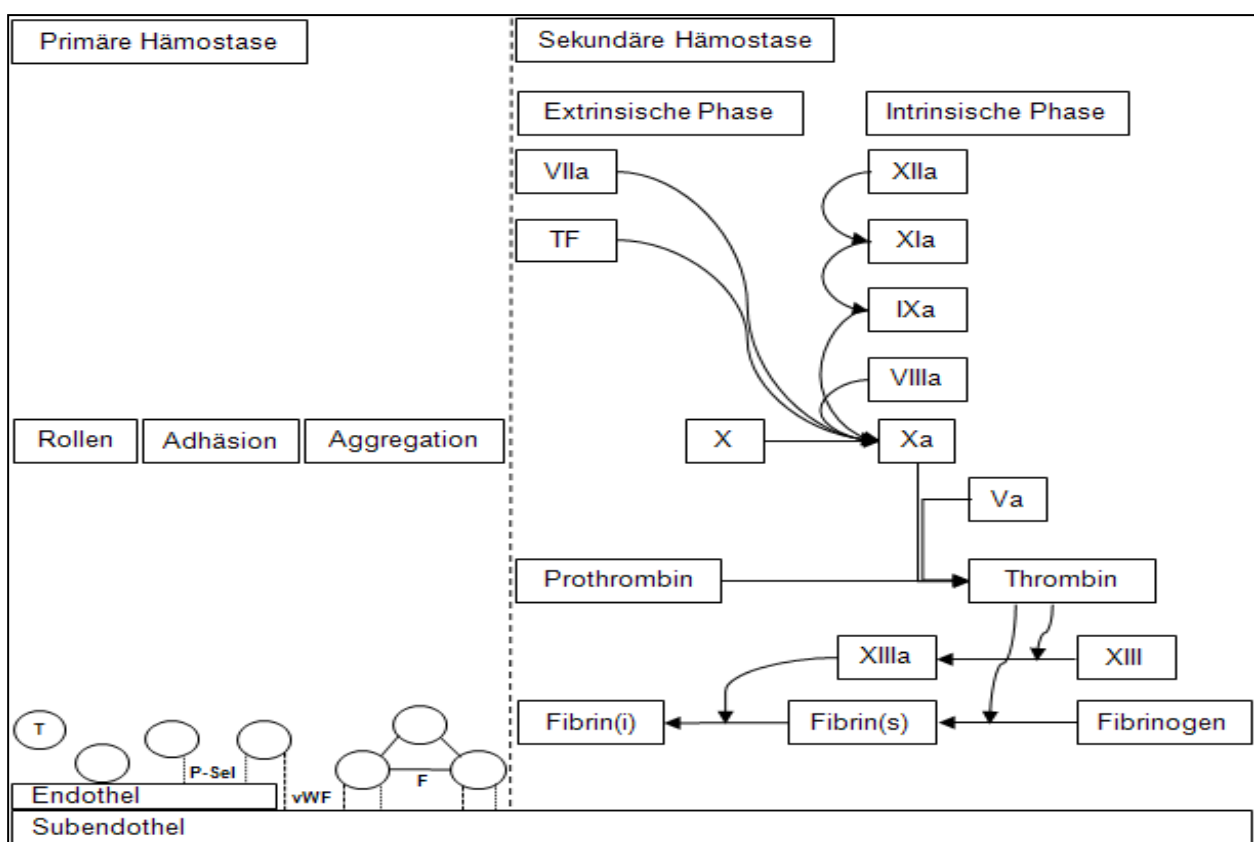 Primäre Hämostase
Sekundäre Hämostase
Extrinsische Phase
Intrinsische Phase
VIIa
XIIa
TF
XIa
IXa
VIIIa
Rollen
Adhäsion
Aggregation
X
Xa
Va
Prothrombin
Thrombin
XIIIa
XIII
Fibrin(i)
Fibrin(s)
Fibrinogen
T
P-Sel
F
vWF
Endothel
Subendothel